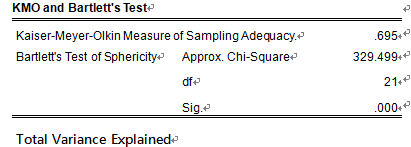 KMO and Bartlett's Test
Kaiser-Meyer-Olkin Measure of Sampling Adequacy. .695
Bartlett's Test of Sphericity Approx. Chi-Square 329.499
df 21
Sig. .000
Total Variance Explained